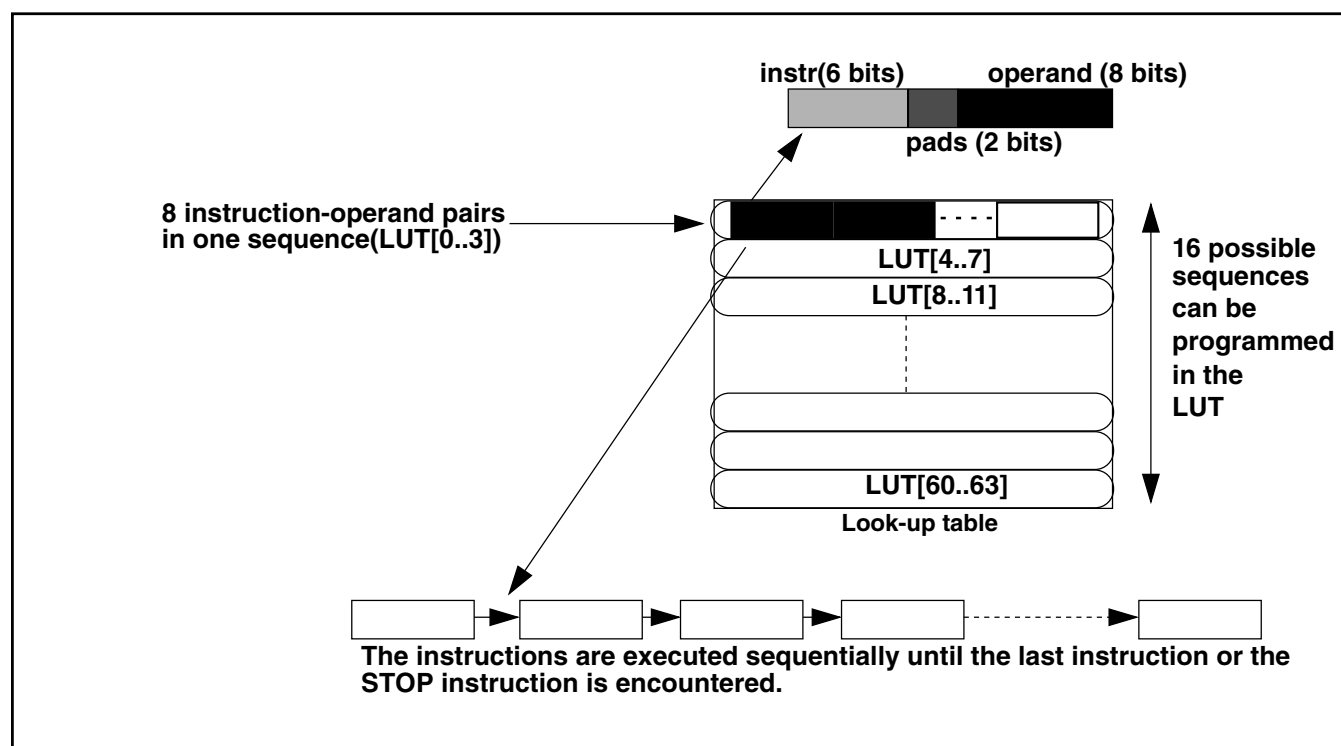 instr(6 bits)
operand (8 bits)
pads (2 bits)
8 instruction-operand pairs
in one sequence(LUT[0..3])
LUT[4..7]
LUT[8..11]
LUT[60..63]
Look-up table
16 possible
sequences
can be
programmed
in the
LUT
The instructions are executed sequentially until the last instruction or the
STOP instruction is encountered.